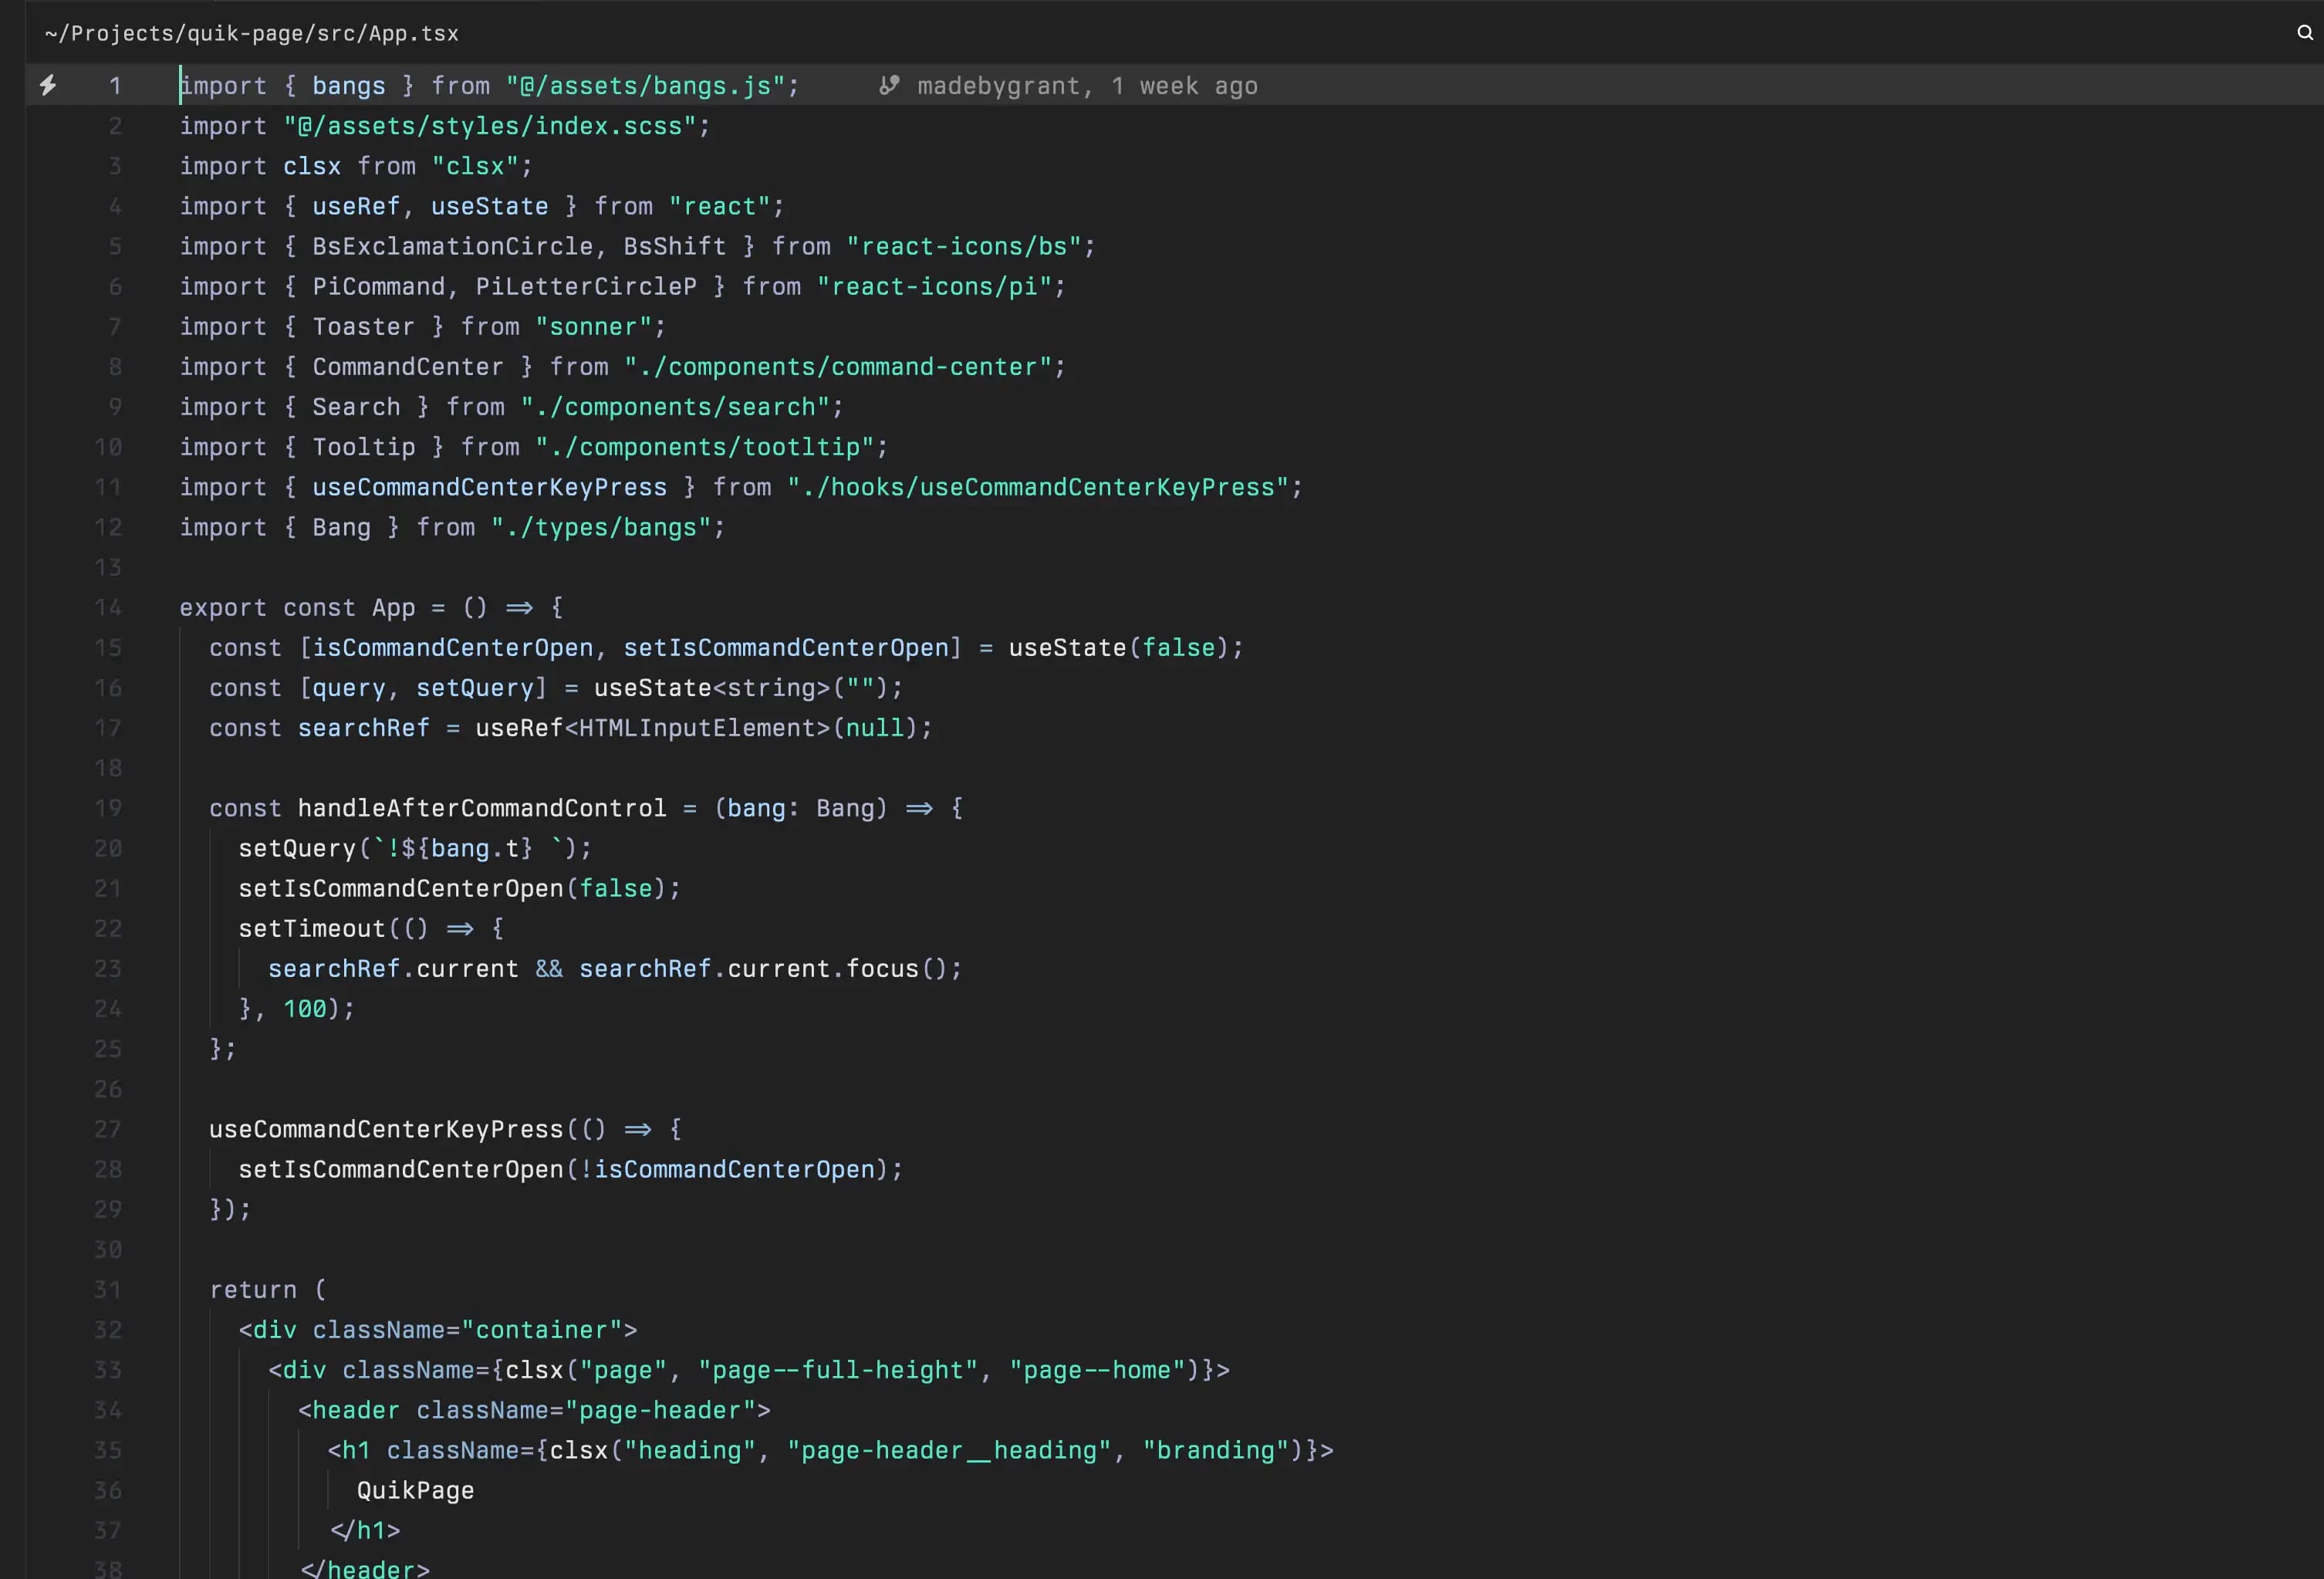 ~/Projects/quik-page/src/App.tsx
1 import { bangs } from "@/assets/bangs.js"; madebygrant, 1 week ago
2 import "@/assets/styles/index.scss";
3 import clsx from "clsx";
4 import { useRef, useState } from "react";
5 import { BsExclamationCircle, BsShift } from "react-icons/bs";
6 import { PiCommand, PiLetterCircleP } from "react-icons/pi";
7 import { Toaster } from "sonner";
8 import { CommandCenter } from "./components/command-center";
9 import { Search } from "./components/search";
10 import { Tooltip } from "./components/tootltip";
11 import { useCommandCenterKeyPress } from "./hooks/useCommandCenterKeyPress";
12 import { Bang } from "./types/bangs";
13
14 export const App = () => {
15 const [isCommandCenterOpen, setIsCommandCenterOpen] = useState(false);
16 const [query, setQuery] = useState<string>("");
17 const searchRef = useRef<HTMLInputElement>(null);
18
19 const handleAfterCommandControl = (bang: Bang) => {
20 setQuery(`!${bang.t} `);
21 setIsCommandCenterOpen(false);
22 setTimeout(() => {
23 searchRef.current && searchRef.current.focus();
24 }, 100);
25 };
26
27 useCommandCenterKeyPress(() => {
28 setIsCommandCenterOpen(!isCommandCenterOpen);
29 });
30
31 return (
32 <div className="container">
33 <div className={clsx("page", "page--full-height", "page--home")}>
34 <header className="page-header">
35 <h1 className={clsx("heading", "page-header__heading", "branding")}>
36 QuikPage
37 </h1>
38 </header>